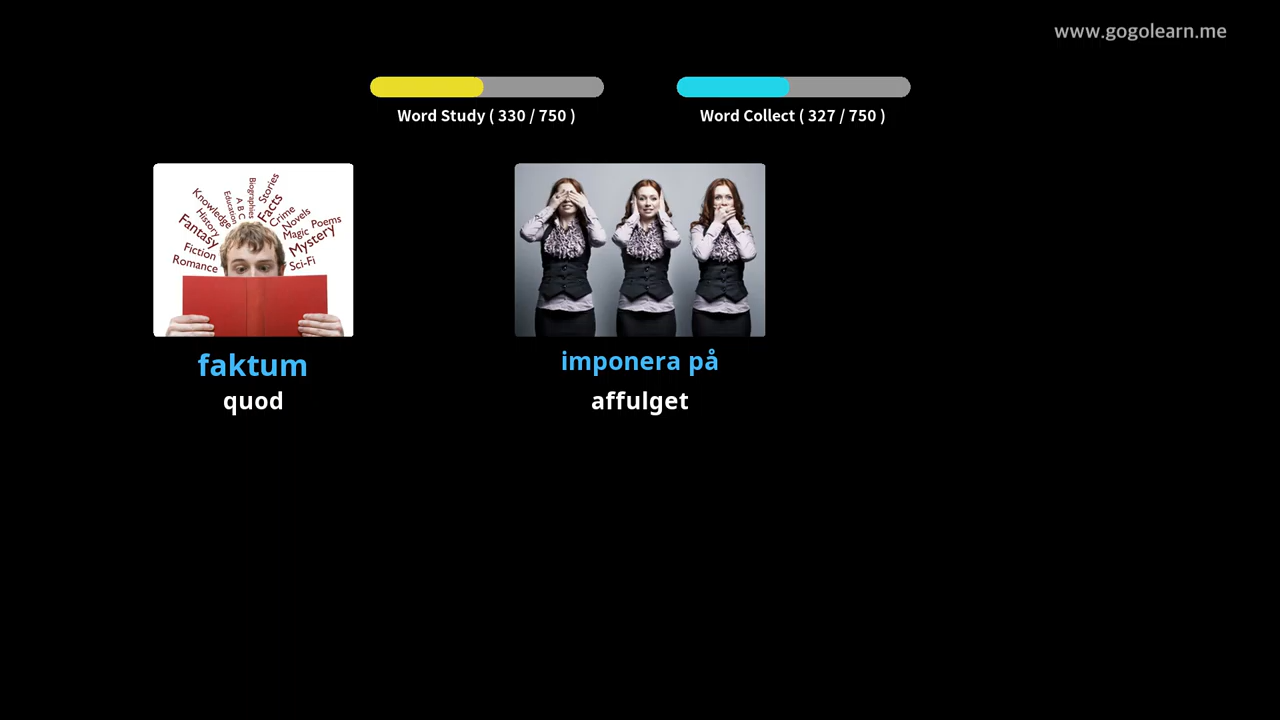 www.gogolearn.me
Word Study ( 330 / 750 )
Word Collect ( 327 / 750 )
Stories
Biographies
A B C
Education
Knowledge
History
Facts
Crime
Novels
Poems
Magic
Fantasy
Mystery
Fiction
Romance
Sci-Fi
faktum
quod
imponera på
affulget